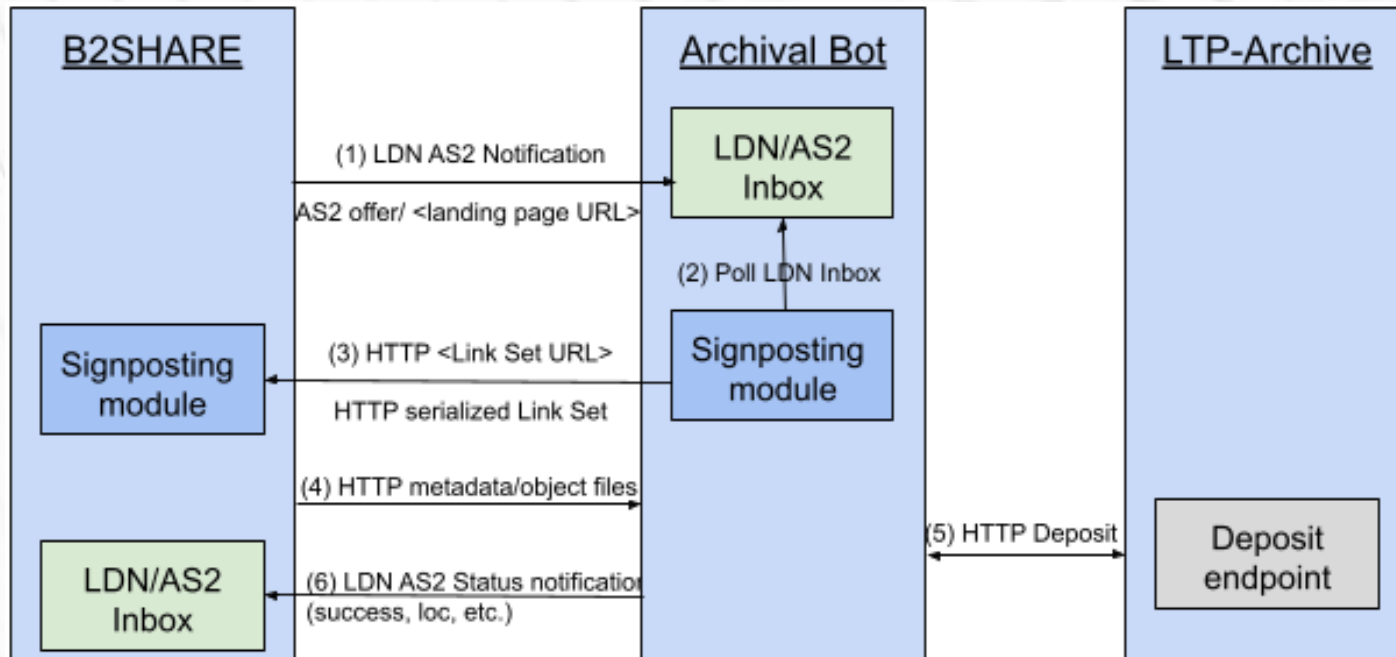 B2SHARE
Archival Bot
LTP-Archive
(1) LDN AS2 Notification
AS2 offer/ <landing page URL>
LDN/AS2
Inbox
(2) Poll LDN Inbox
Signposting
module
(3) HTTP <Link Set URL>
HTTP serialized Link Set
Signposting
module
(4) HTTP metadata/object files
(5) HTTP Deposit
Deposit
endpoint
LDN/AS2
Inbox
(6) LDN AS2 Status notification
(success, loc, etc.)